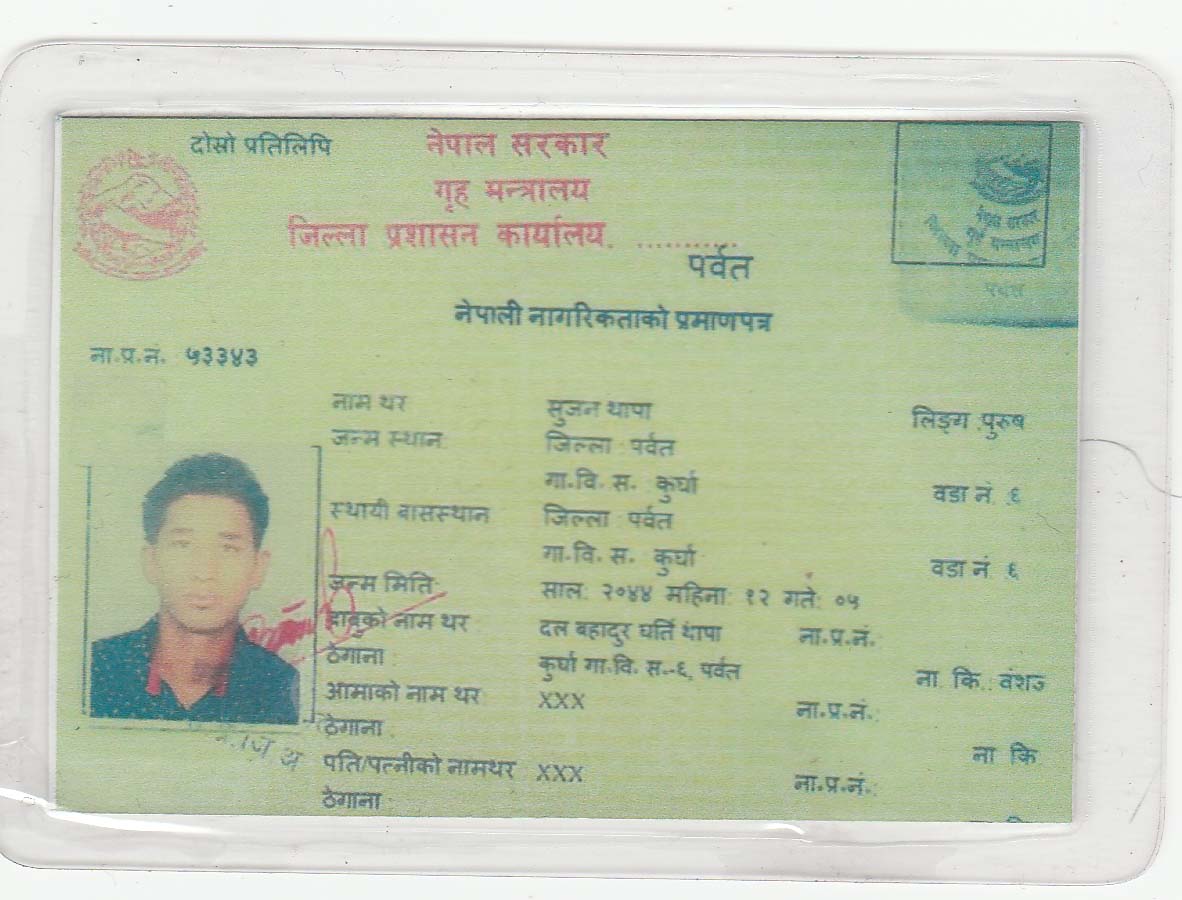 दोस्रो प्रतिलिपि
नेपाल सरकार
गृह मन्त्रालय
जिल्ला प्रशासन कार्यालय, ............
पर्वत
नेपाली नागरिकताको प्रमाणपत्र
ना.प्र.नं. ५३३४३
नाम थर सुजन थापा लिङ्ग पुरुष
जन्म स्थान जिल्ला पर्वत
गा.वि. स. कुर्घा वडा नं. ६
स्थायी बासस्थान जिल्ला पर्वत
गा.वि. स. कुर्घा वडा नं. ६
जन्म मिति: साल: २०४४ महिना: १२ गते: ०५
बाबुको नाम थर दल बहादुर घर्ति थापा ना.प्र.नं.
ठेगाना कुर्घा गा.वि. स.-६, पर्वत ना. कि.: वंशज
आमाको नाम थर XXX ना.प्र.नं.
ठेगाना ना कि
पति/पत्नीको नामथर XXX ना.प्र.नं.
ठेगाना